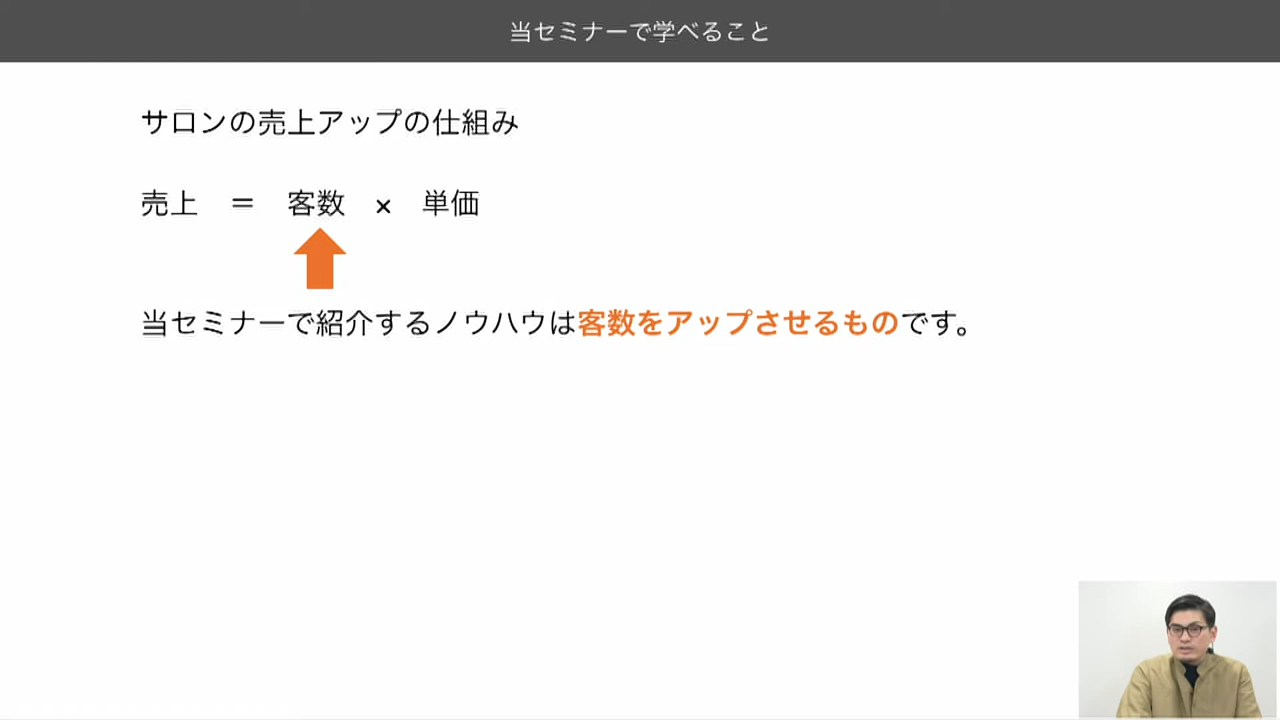 当セミナーで学べること
サロンの売上アップの仕組み
売上 ＝ 客数 × 単価
当セミナーで紹介するノウハウは客数をアップさせるものです。